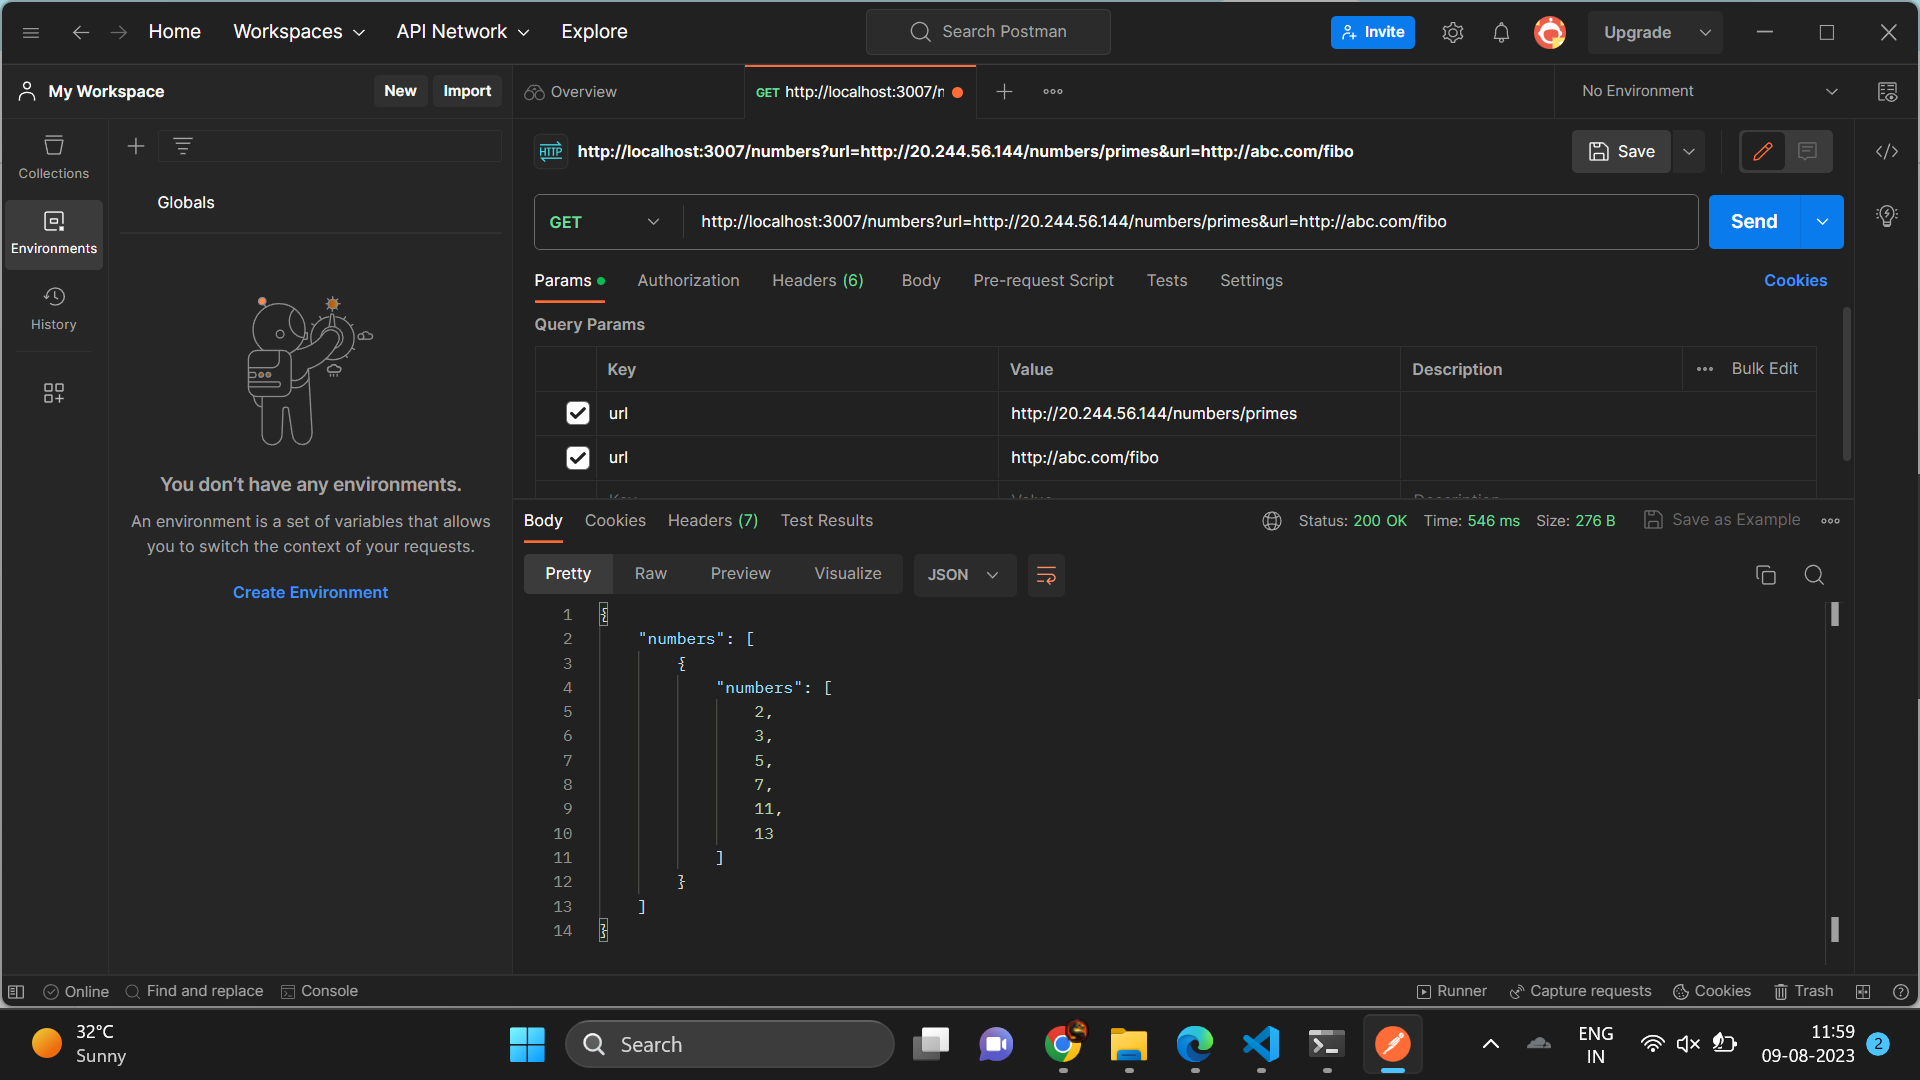 Home Workspaces API Network Explore Search Postman Invite Upgrade
My Workspace New Import Overview GET http://localhost:3007/n No Environment
http://localhost:3007/numbers?url=http://20.244.56.144/numbers/primes&url=http://abc.com/fibo Save
Collections
Environments
History
Globals
You don't have any environments.
An environment is a set of variables that allows
you to switch the context of your requests.
Create Environment
HTTP
GET http://localhost:3007/numbers?url=http://20.244.56.144/numbers/primes&url=http://abc.com/fibo Send
Params Authorization Headers (6) Body Pre-request Script Tests Settings Cookies
Query Params
Key Value Description Bulk Edit
url http://20.244.56.144/numbers/primes
url http://abc.com/fibo
Key Value Description
Body Cookies Headers (7) Test Results Status: 200 OK Time: 546 ms Size: 276 B Save as Example
Pretty Raw Preview Visualize JSON
1 {
2 "numbers": [
3 {
4 "numbers": [
5 2,
6 3,
7 5,
8 7,
9 11,
10 13
11 ]
12 }
13 ]
14 }
Online Find and replace Console Runner Capture requests Cookies Trash
32°C
Sunny
Search
ENG
IN
11:59
09-08-2023
2